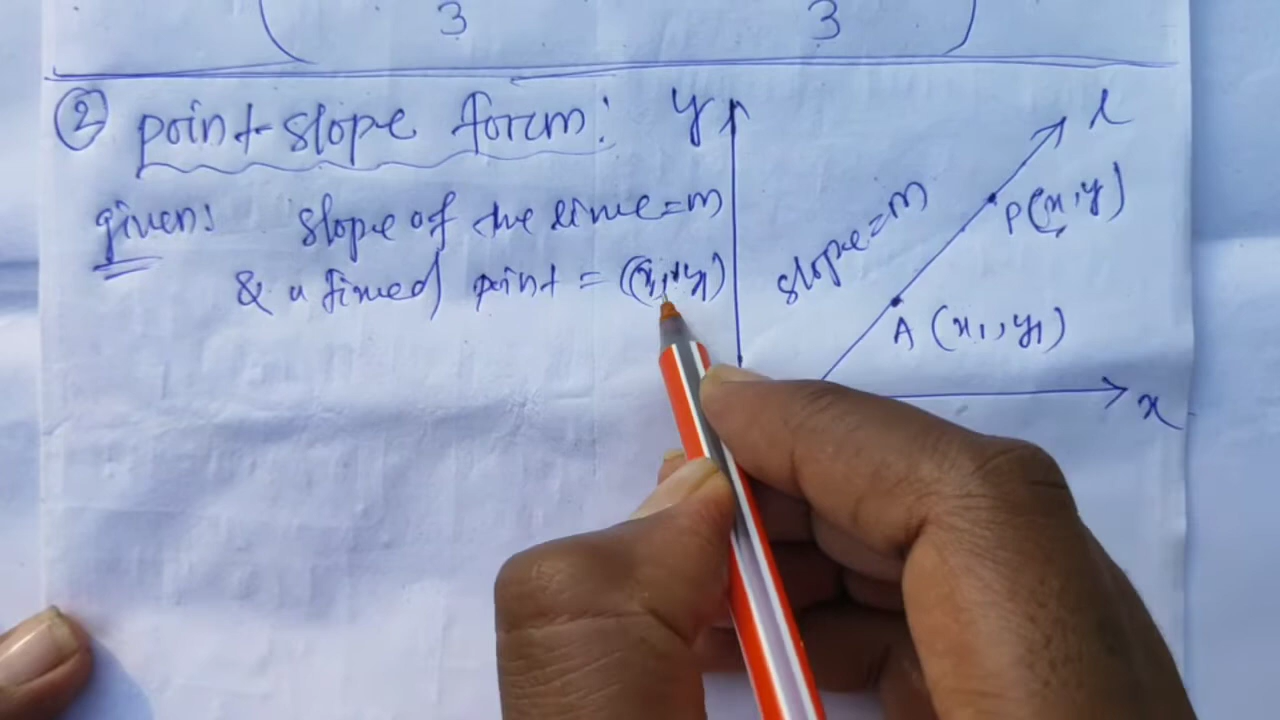 3 3
② point-slope form:
given: slope of the line = m
& a fixed point = (x₁, y₁)
y
l
P(x, y)
slope = m
A (x₁, y₁)
x